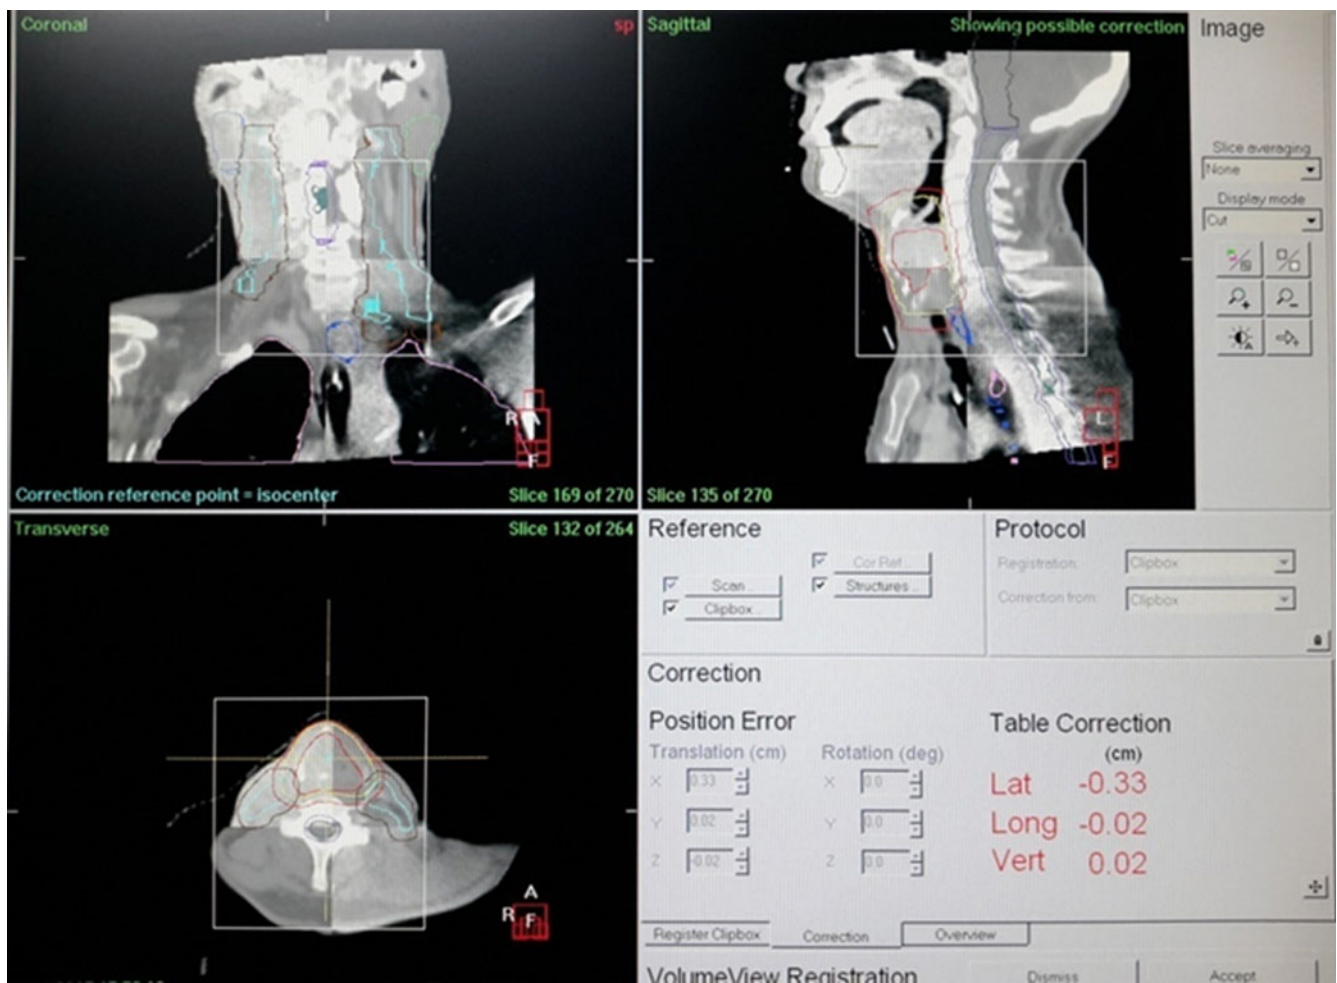 Coronal
sp
Sagittal
Showing possible correction
Image
Slice averaging
None
Display mode
Cut
R
A
F
L
F
Correction reference point = isocenter
Slice 169 of 270
Slice 135 of 270
Transverse
Slice 132 of 264
Reference
Protocol
Cor Ref...
Registration:
Clipbox
Scan...
Structures...
Correction from:
Clipbox
Clipbox...
Correction
Position Error
Table Correction
Translation (cm)
Rotation (deg)
(cm)
X 0.33
X 0.0
Lat -0.33
Y 0.02
Y 0.0
Long -0.02
Z -0.02
Z 0.0
Vert 0.02
A
R
F
Register Clipbox
Correction
Overview
VolumeView Registration
Dismiss
Accept